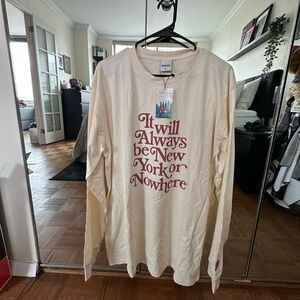 It will
Always
be New
York or
Nowhere